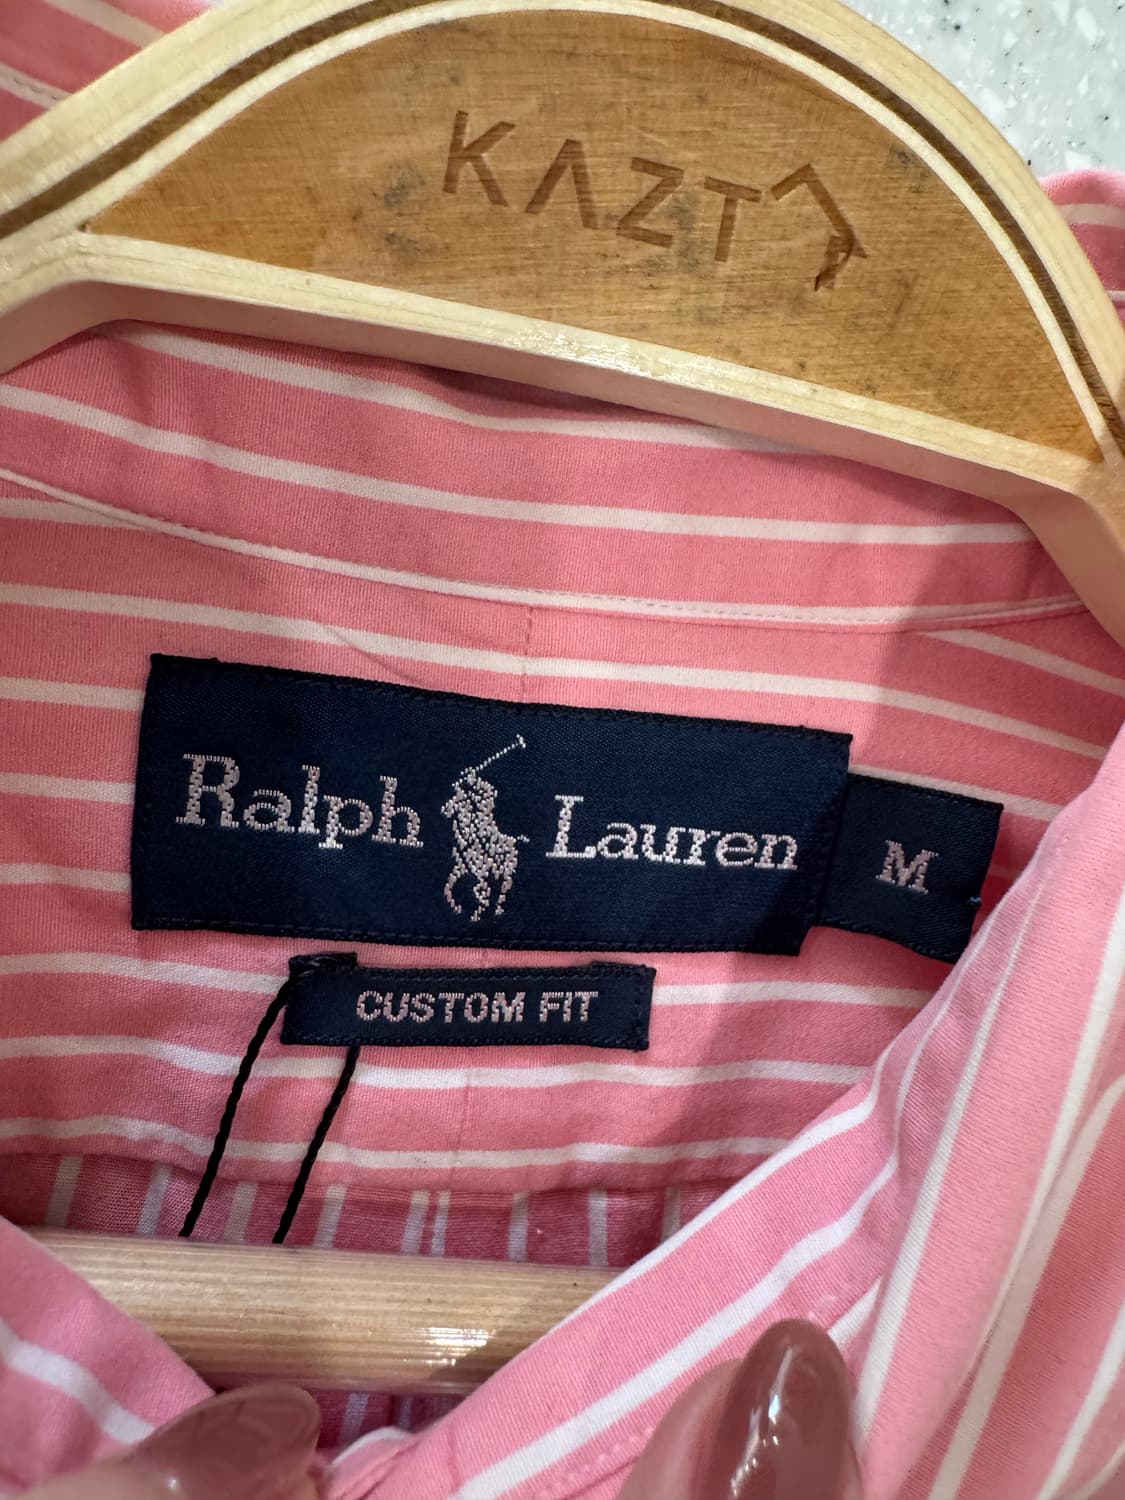 KAZT
Ralph Lauren
M
CUSTOM FIT